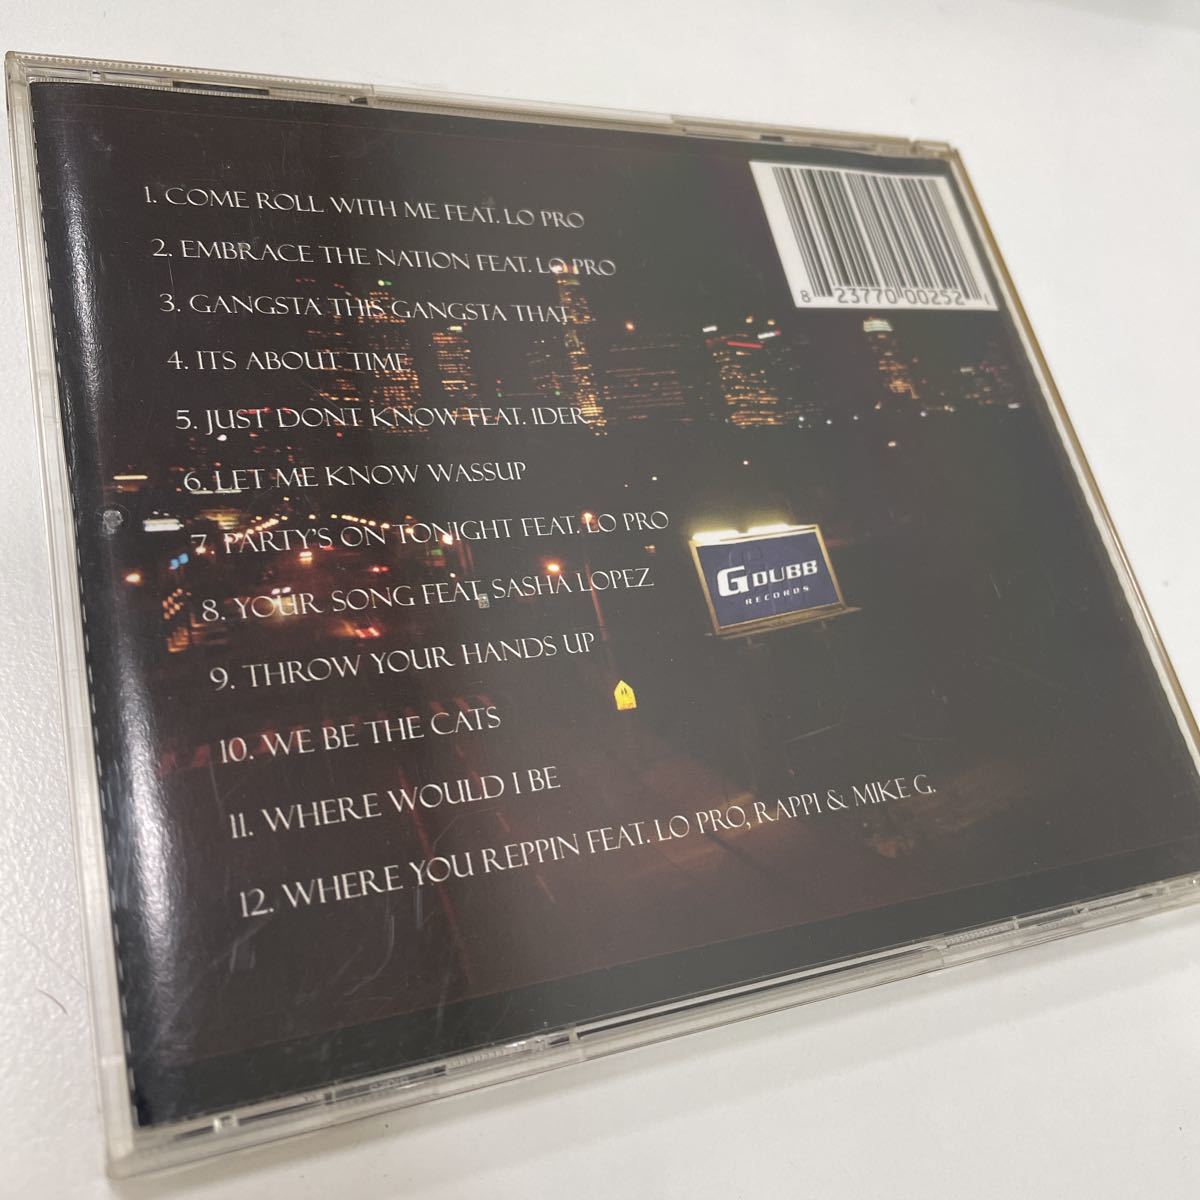 1. COME ROLL WITH ME FEAT. LO PRO
2. EMBRACE THE NATION FEAT. LO PRO
3. GANGSTA THIS GANGSTA THAT
4. ITS ABOUT TIME
5. JUST DONT KNOW FEAT. IDER
6. LET ME KNOW WASSUP
7. PARTY'S ON TONIGHT FEAT. LO PRO
8. YOUR SONG FEAT. SASHA LOPEZ
9. THROW YOUR HANDS UP
10. WE BE THE CATS
11. WHERE WOULD I BE
12. WHERE YOU REPPIN FEAT. LO PRO, RAPPI & MIKE G.
8 23770 00252 1
G DUBB
RECORDS